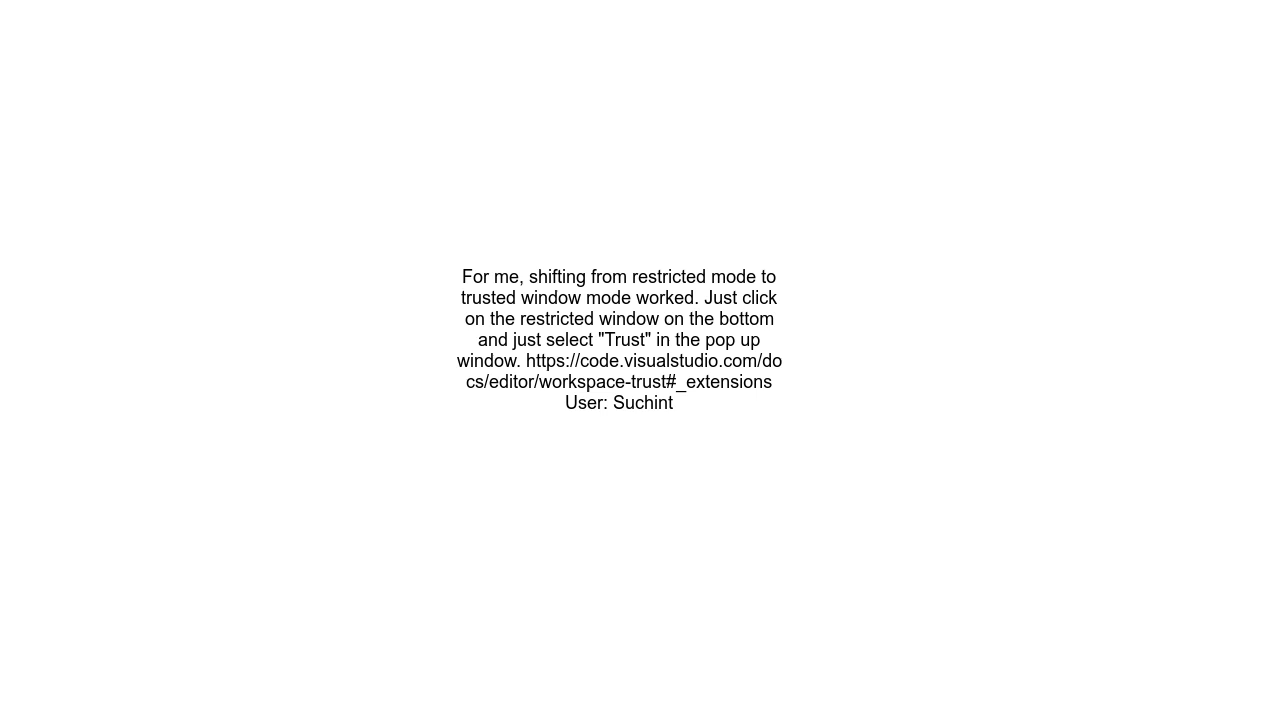 For me, shifting from restricted mode to
trusted window mode worked. Just click
on the restricted window on the bottom
and just select "Trust" in the pop up
window. https://code.visualstudio.com/do
cs/editor/workspace-trust#_extensions
User: Suchint